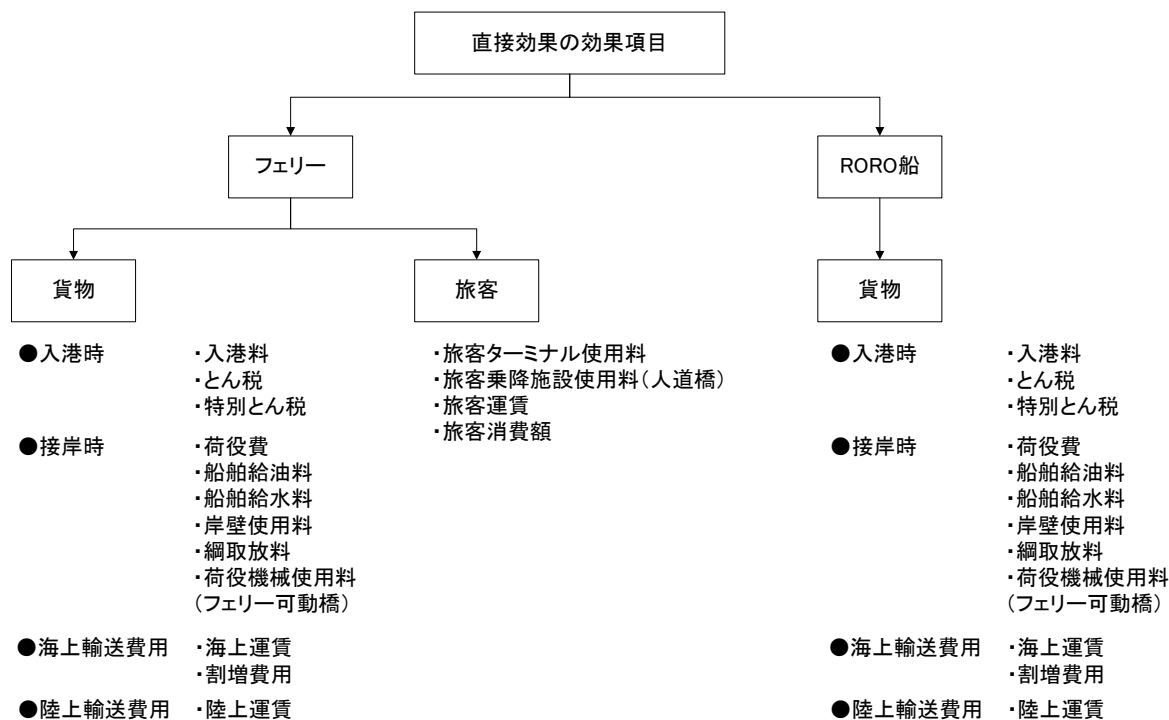 直接効果の効果項目
フェリー
RORO船
貨物
旅客
貨物
●入港時 ・入港料
・とん税
・特別とん税
●接岸時 ・荷役費
・船舶給油料
・船舶給水料
・岸壁使用料
・綱取放料
・荷役機械使用料
(フェリー可動橋)
●海上輸送費用 ・海上運賃
・割増費用
●陸上輸送費用 ・陸上運賃
・旅客ターミナル使用料
・旅客乗降施設使用料(人道橋)
・旅客運賃
・旅客消費額
●入港時 ・入港料
・とん税
・特別とん税
●接岸時 ・荷役費
・船舶給油料
・船舶給水料
・岸壁使用料
・綱取放料
・荷役機械使用料
(フェリー可動橋)
●海上輸送費用 ・海上運賃
・割増費用
●陸上輸送費用 ・陸上運賃